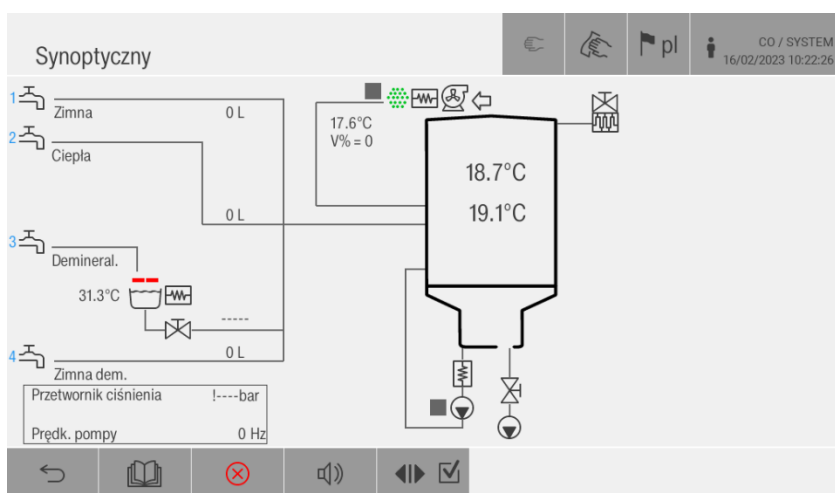 Synoptyczny
pl
CO / SYSTEM
16/02/2023 10:22:26
1
Zimna
0 L
2
Ciepła
0 L
17.6°C
V% = 0
18.7°C
19.1°C
3
Demineral.
31.3°C
-----
4
0 L
Zimna dem.
Przetwornik ciśnienia !----bar
Prędk. pompy 0 Hz